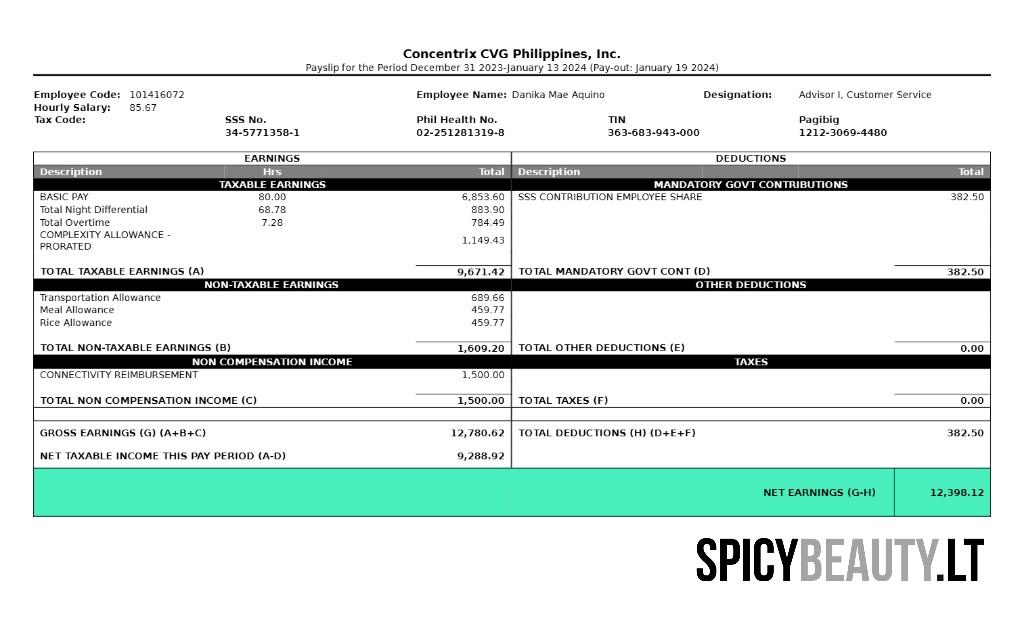 Concentrix CVG Philippines, Inc.
Payslip for the Period December 31 2023-January 13 2024 (Pay-out: January 19 2024)
Employee Code: 101416072 Employee Name: Danika Mae Aquino Designation: Advisor I, Customer Service
Hourly Salary: 85.67
Tax Code: SSS No. Phil Health No. TIN Pagibig
34-5771358-1 02-251281319-8 363-683-943-000 1212-3069-4480
EARNINGS DEDUCTIONS
Description Hrs Total Description Total
TAXABLE EARNINGS MANDATORY GOVT CONTRIBUTIONS
BASIC PAY 80.00 6,853.60 SSS CONTRIBUTION EMPLOYEE SHARE 382.50
Total Night Differential 68.78 883.90
Total Overtime 7.28 784.49
COMPLEXITY ALLOWANCE -
PRORATED 1,149.43
TOTAL TAXABLE EARNINGS (A) 9,671.42 TOTAL MANDATORY GOVT CONT (D) 382.50
NON-TAXABLE EARNINGS OTHER DEDUCTIONS
Transportation Allowance 689.66
Meal Allowance 459.77
Rice Allowance 459.77
TOTAL NON-TAXABLE EARNINGS (B) 1,609.20 TOTAL OTHER DEDUCTIONS (E) 0.00
NON COMPENSATION INCOME TAXES
CONNECTIVITY REIMBURSEMENT 1,500.00
TOTAL NON COMPENSATION INCOME (C) 1,500.00 TOTAL TAXES (F) 0.00
GROSS EARNINGS (G) (A+B+C) 12,780.62 TOTAL DEDUCTIONS (H) (D+E+F) 382.50
NET TAXABLE INCOME THIS PAY PERIOD (A-D) 9,288.92
NET EARNINGS (G-H) 12,398.12
SPICYBEAUTY.LT